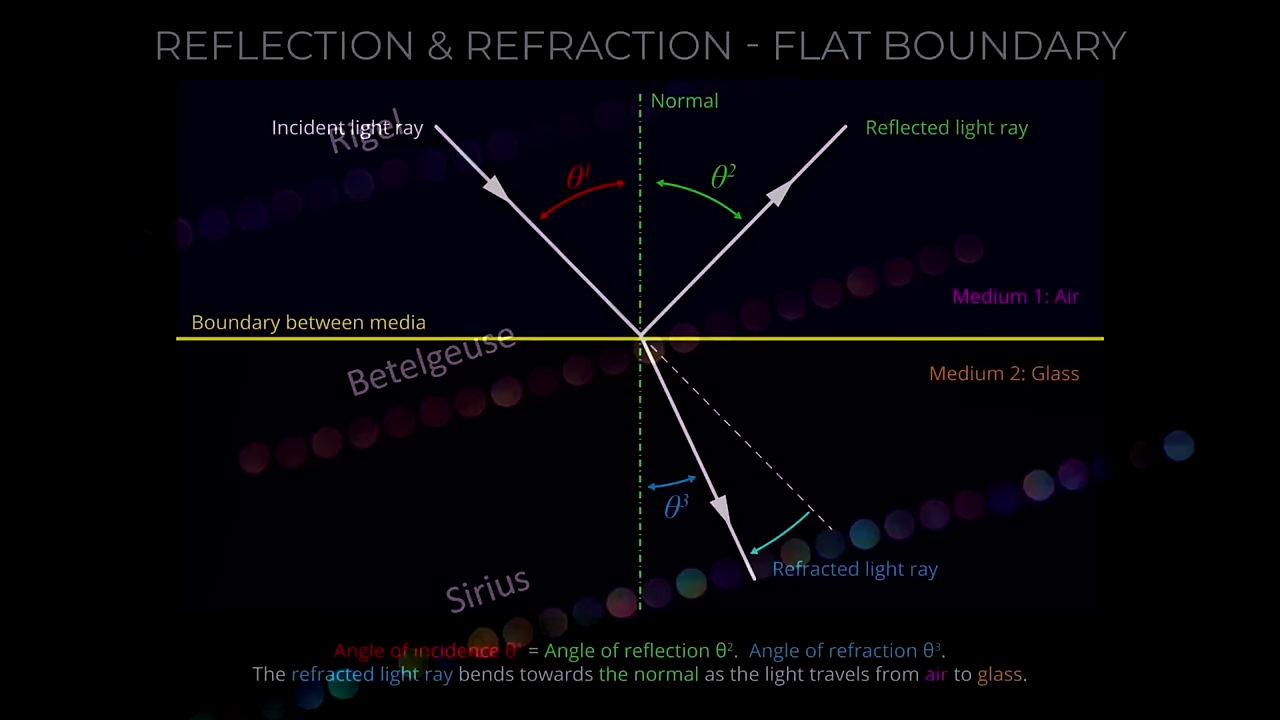 REFLECTION & REFRACTION - FLAT BOUNDARY
Normal
Incident light ray
Reflected light ray
Rigel
θ¹
θ²
Medium 1: Air
Boundary between media
Betelgeuse
Medium 2: Glass
θ³
Refracted light ray
Sirius
Angle of incidence θ¹ = Angle of reflection θ². Angle of refraction θ³.
The refracted light ray bends towards the normal as the light travels from air to glass.